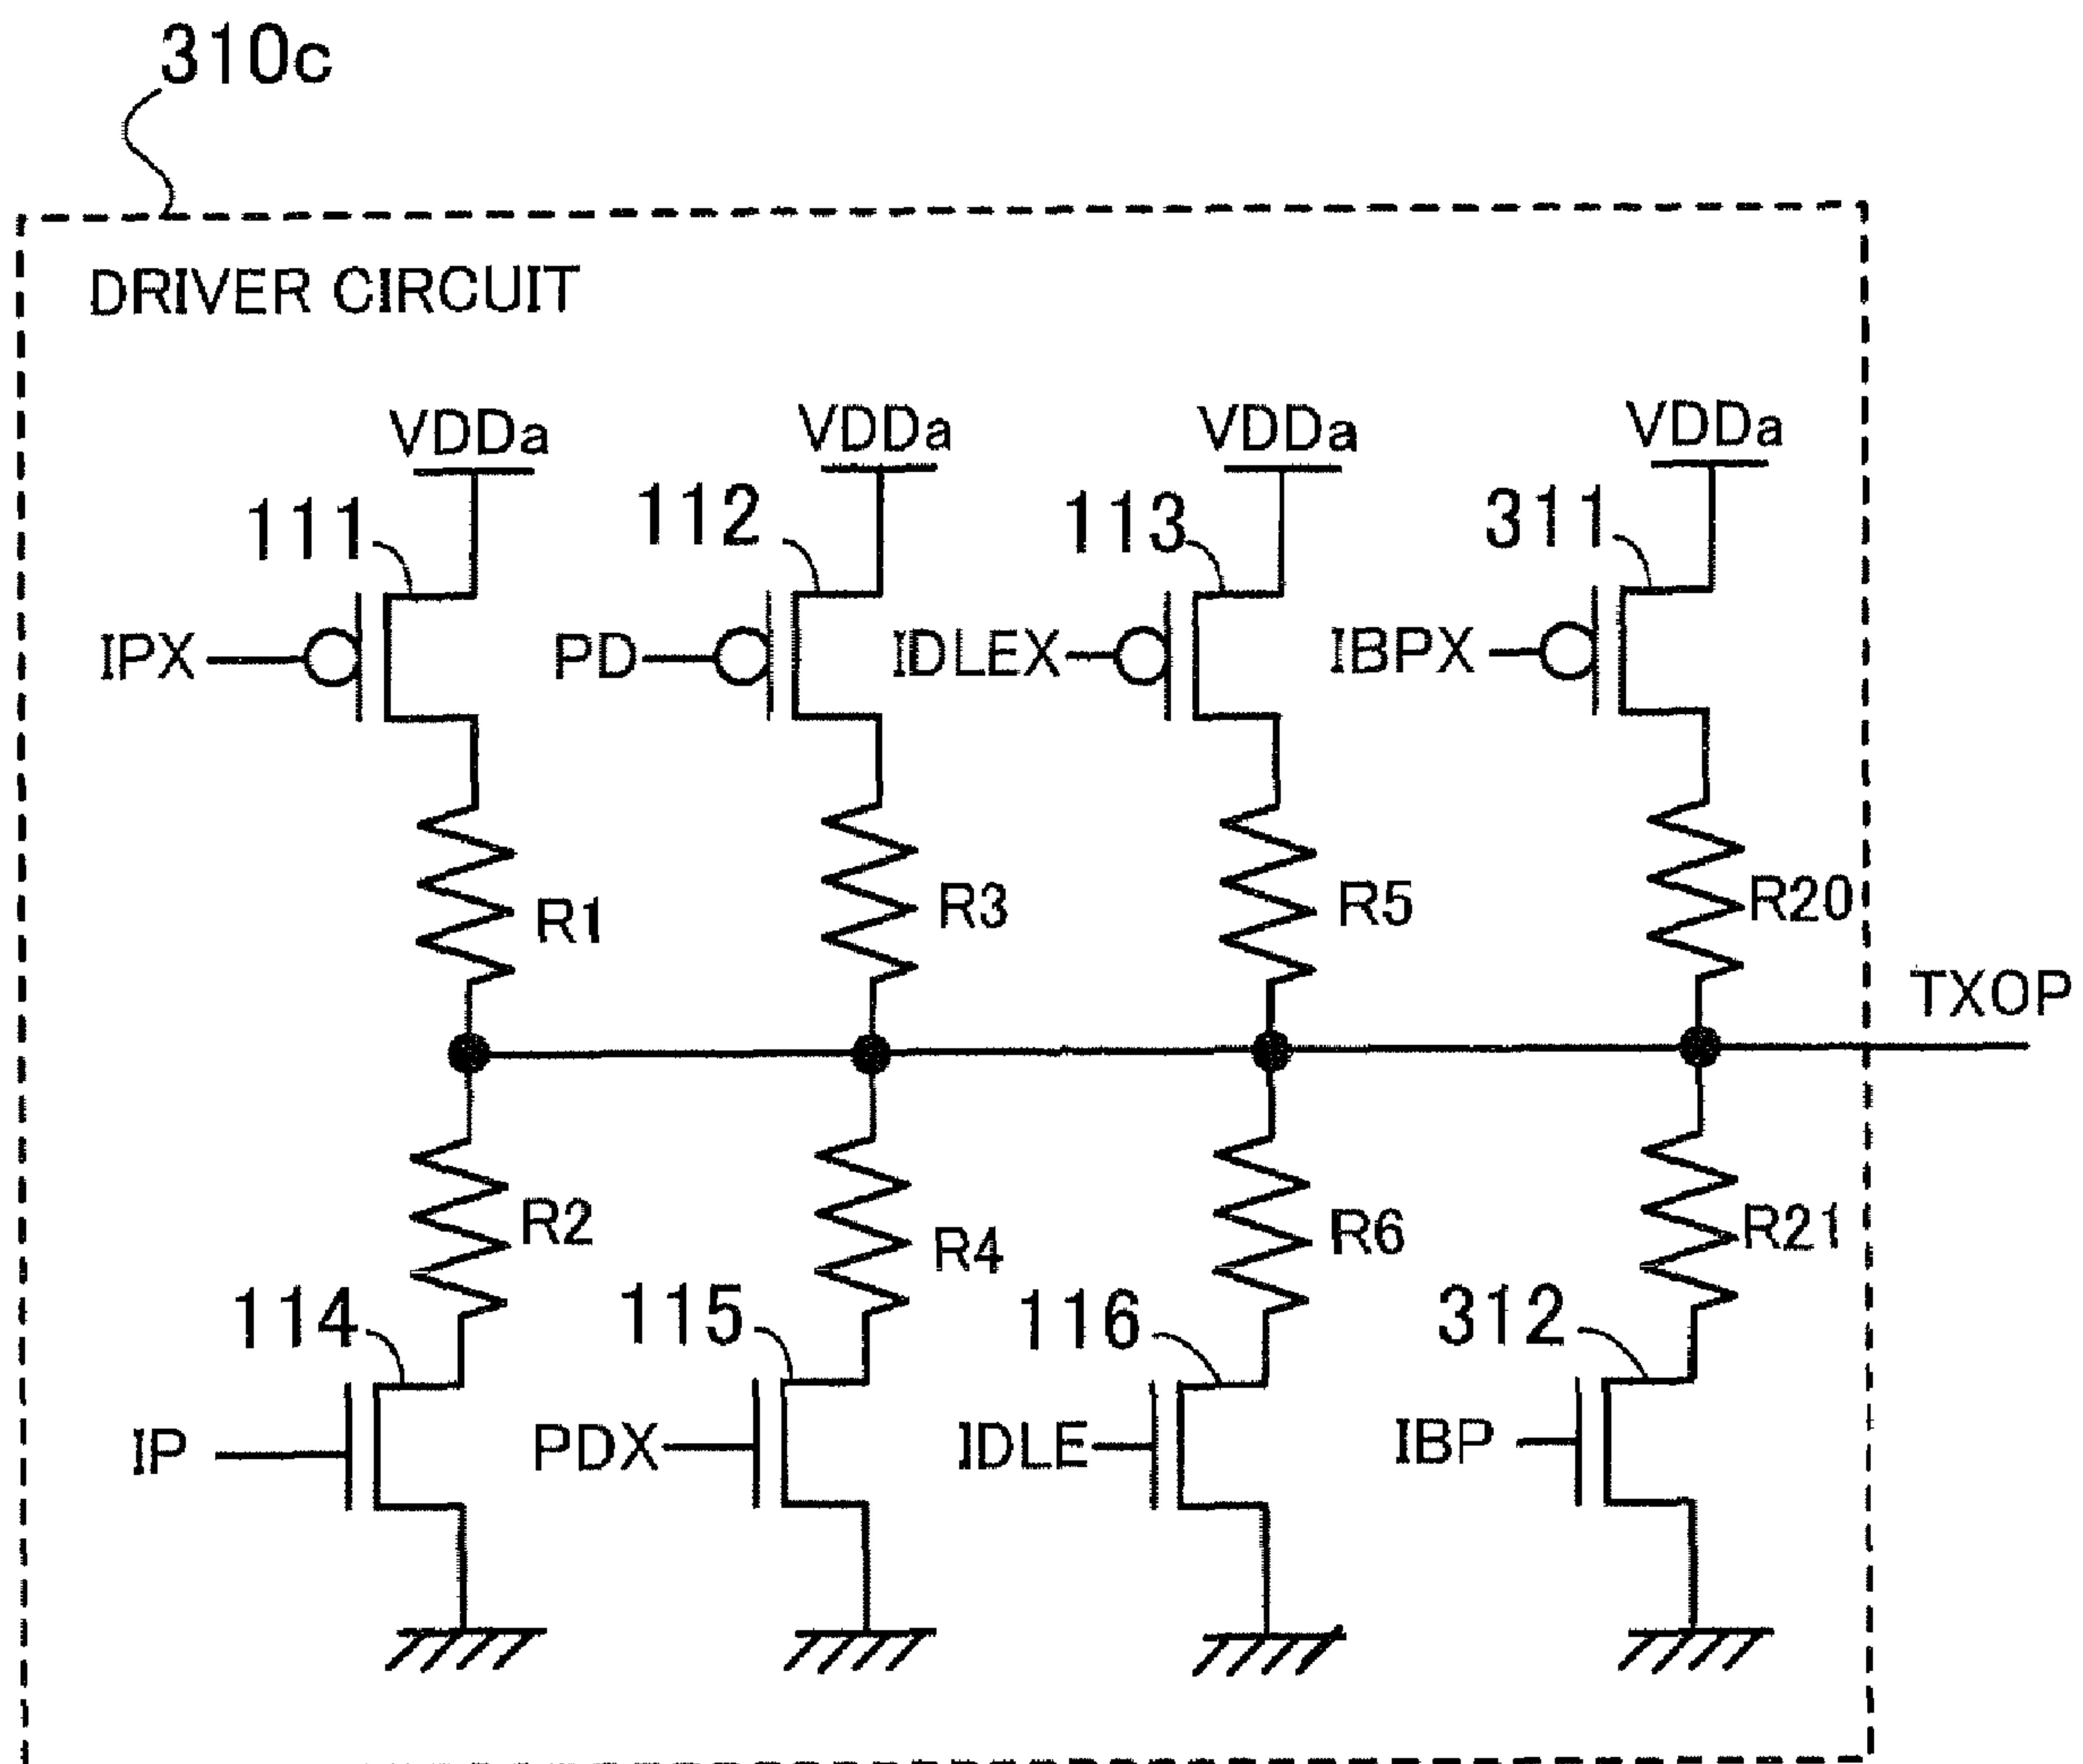 310c
DRIVER CIRCUIT
VDDa VDDa VDDa VDDa
111 112 113 311
IPX PD IDLEX IBPX
R1 R3 R5 R20
TXOP
R2 R4 R6 R21
114 115 116 312
IP PDX IDLE IBP